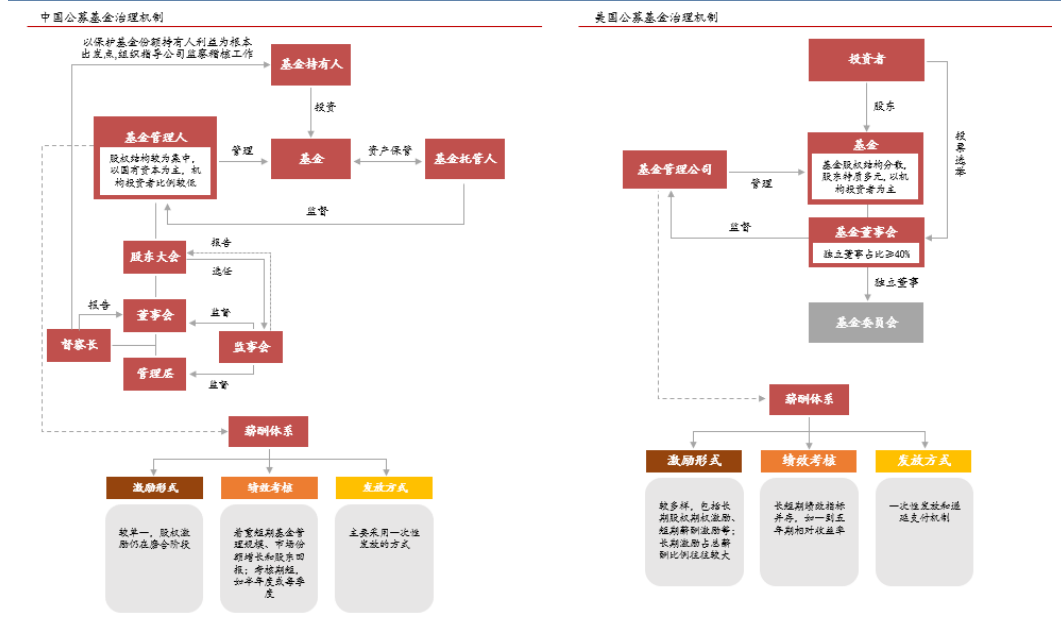 中国公募基金治理机制
以保护基金份额持有人利益为根本
出发点,组织指导公司监察稽核工作
基金持有人
投资
基金管理人
股权结构较为集中,
以国有资本为主, 机
构投资者比例较低
管理
基金
资产保管
基金托管人
监督
股东大会
报告
选任
报告
董事会
监督
督察长
监事会
管理层
监督
薪酬体系
激励形式
绩效考核
发放方式
较单一，股权激
励仍在磨合阶段
着重短期基金管
理规模、市场份
额增长和股东回
报；考核期短，
如半年度或每季
度
主要采用一次性
发放的方式
美国公募基金治理机制
投资者
股东
投票选举
基金
基金股权结构分散,
股东特质多元, 以机
构投资者为主
基金管理公司
管理
监督
基金董事会
独立董事占比≥40%
独立董事
基金委员会
薪酬体系
激励形式
绩效考核
发放方式
较多样，包括长
期股权期权激励、
短期薪酬激励等；
长期激励占总薪
酬比例往往较大
长短期绩效指标
并存，如一到五
年期相对收益率
一次性发放和递
延支付机制